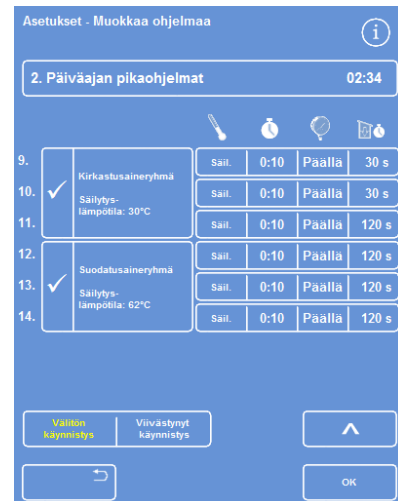 Asetukset - Muokkaa ohjelmaa
i
2. Päiväajan pikaohjelmat 02:34
9. Säil. 0:10 Päällä 30 s
Kirkastusaineryhmä
10. Säilytys- Säil. 0:10 Päällä 30 s
lämpötila: 30°C
11. Säil. 0:10 Päällä 120 s
12. Säil. 0:10 Päällä 120 s
Suodatusaineryhmä
13. Säilytys- Säil. 0:10 Päällä 120 s
lämpötila: 62°C
14. Säil. 0:10 Päällä 120 s
Välitön Viivästynyt
käynnistys käynnistys
OK